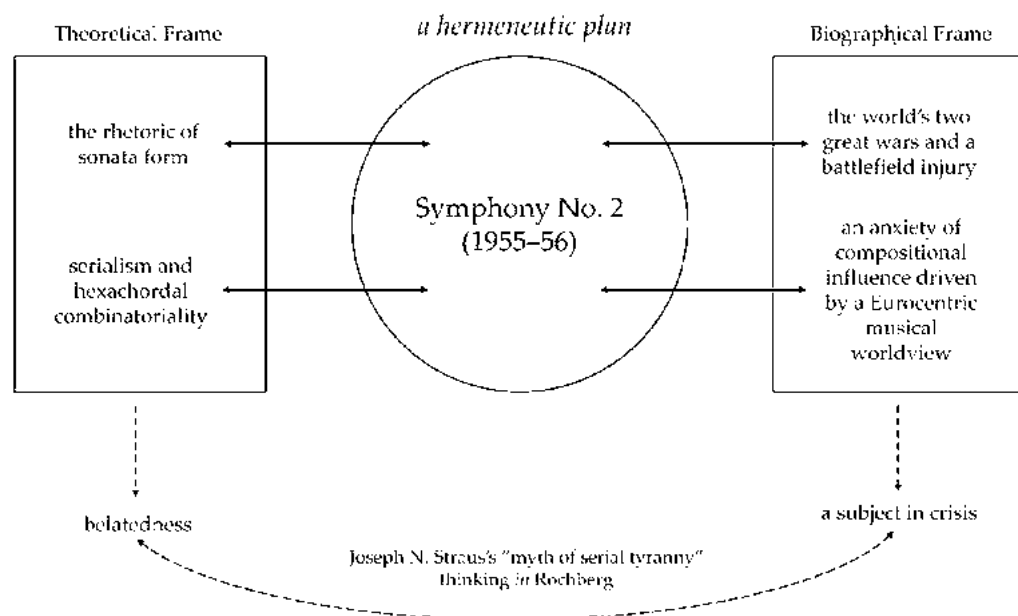 a hermeneutic plan
Theoretical Frame
the rhetoric of
sonata form
serialism and
hexachordal
combinatoriality
Symphony No. 2
(1955–56)
Biographical Frame
the world's two
great wars and a
battlefield injury
an anxiety of
compositional
influence driven
by a Eurocentric
musical
worldview
belatedness
a subject in crisis
Joseph N. Straus's "myth of serial tyranny"
thinking in Rochberg